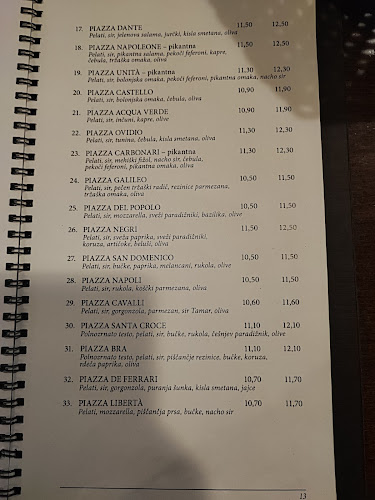 17. PIAZZA DANTE 11,50 12,50
Pelati, sir, jelenova salama, jurčki, kisla smetana, oliva
18. PIAZZA NAPOLEONE – pikantna 11,50 12,50
Pelati, sir, pikantna salama, pekoči feferoni, kapre,
čebula, tržaška omaka, oliva
19. PIAZZA UNITÀ – pikantna 11,30 12,30
Pelati, sir, bolonjska omaka, pekoči feferoni, pikantna omaka, nacho sir
20. PIAZZA CASTELLO 10,90 11,90
Pelati, sir, bolonjska omaka, čebula, oliva
21. PIAZZA ACQUA VERDE 10,90 11,90
Pelati, sir, inčuni, kapre, olive
22. PIAZZA OVIDIO 11,30 12,30
Pelati, sir, tunina, čebula, kisla smetana, oliva
23. PIAZZA CARBONARI – pikantna 11,30 12,30
Pelati, sir, mehiški fižol, nacho sir, čebula,
pekoči feferoni, pikantna omaka, oliva
24. PIAZZA GALILEO 10,50 11,50
Pelati, sir, pečen tržaški radič, rezinice parmezana,
tržaška omaka, oliva
25. PIAZZA DEL POPOLO 10,50 11,50
Pelati, sir, mozzarella, sveži paradižniki, bazilika, olive
26. PIAZZA NEGRI 11,50 12,50
Pelati, sir, sveža paprika, sveži paradižniki,
koruza, artičoke, beluši, oliva
27. PIAZZA SAN DOMENICO 10,50 11,50
Pelati, sir, bučke, paprika, melancani, rukola, olive
28. PIAZZA NAPOLI 10,50 11,50
Pelati, sir, rukola, koščki parmezana, oliva
29. PIAZZA CAVALLI 10,60 11,60
Pelati, sir, gorgonzola, parmezan, sir Tamar, oliva
30. PIAZZA SANTA CROCE 11,10 12,10
Polnozrnato testo, pelati, sir, bučke, rukola, češnjev paradižnik, olive
31. PIAZZA BRA 11,10 12,10
Polnozrnato testo, pelati, sir, piščančje rezinice, bučke, koruza,
rdeča paprika, oliva
32. PIAZZA DE FERRARI 10,70 11,70
Pelati, sir, gorgonzola, puranja šunka, kisla smetana, jajce
33. PIAZZA LIBERTÀ 10,70 11,70
Pelati, mozzarella, piščančja prsa, bučke, nacho sir
13